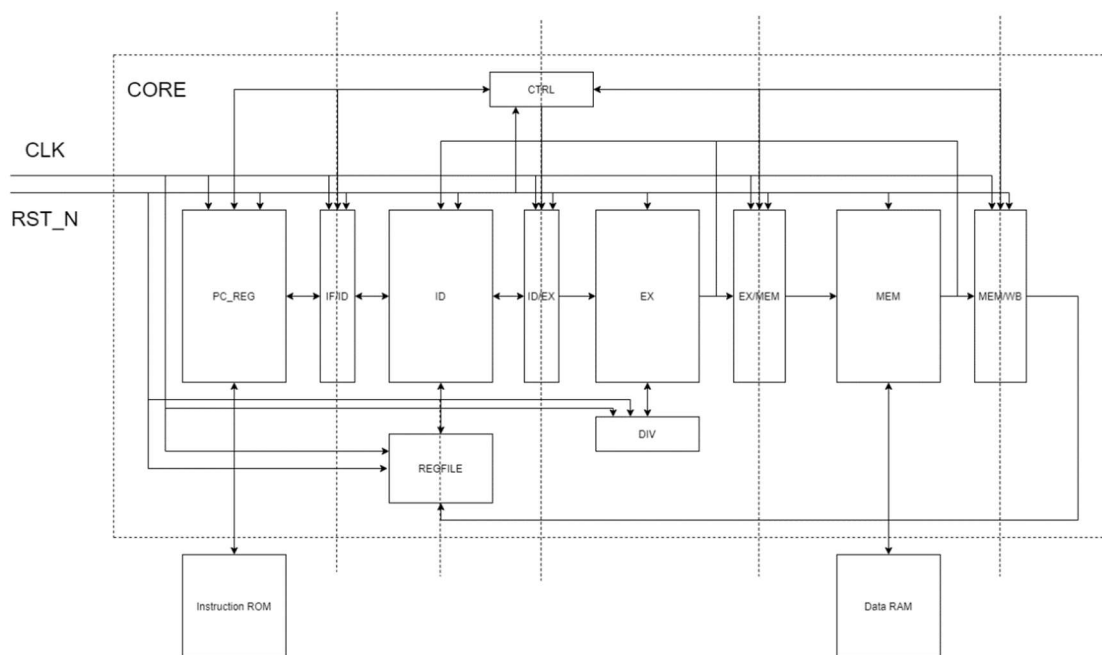 CTRL
CORE
CLK
RST_N
PC_REG
IF/ID
ID
ID/EX
EX
EX/MEM
MEM
MEM/WB
DIV
REGFILE
Instruction ROM
Data RAM